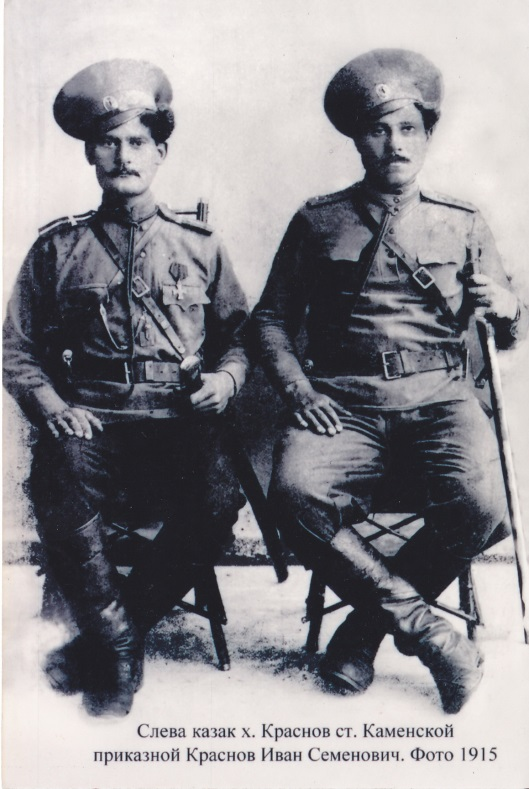 Слева казак х. Краснов ст. Каменской
приказной Краснов Иван Семенович. Фото 1915